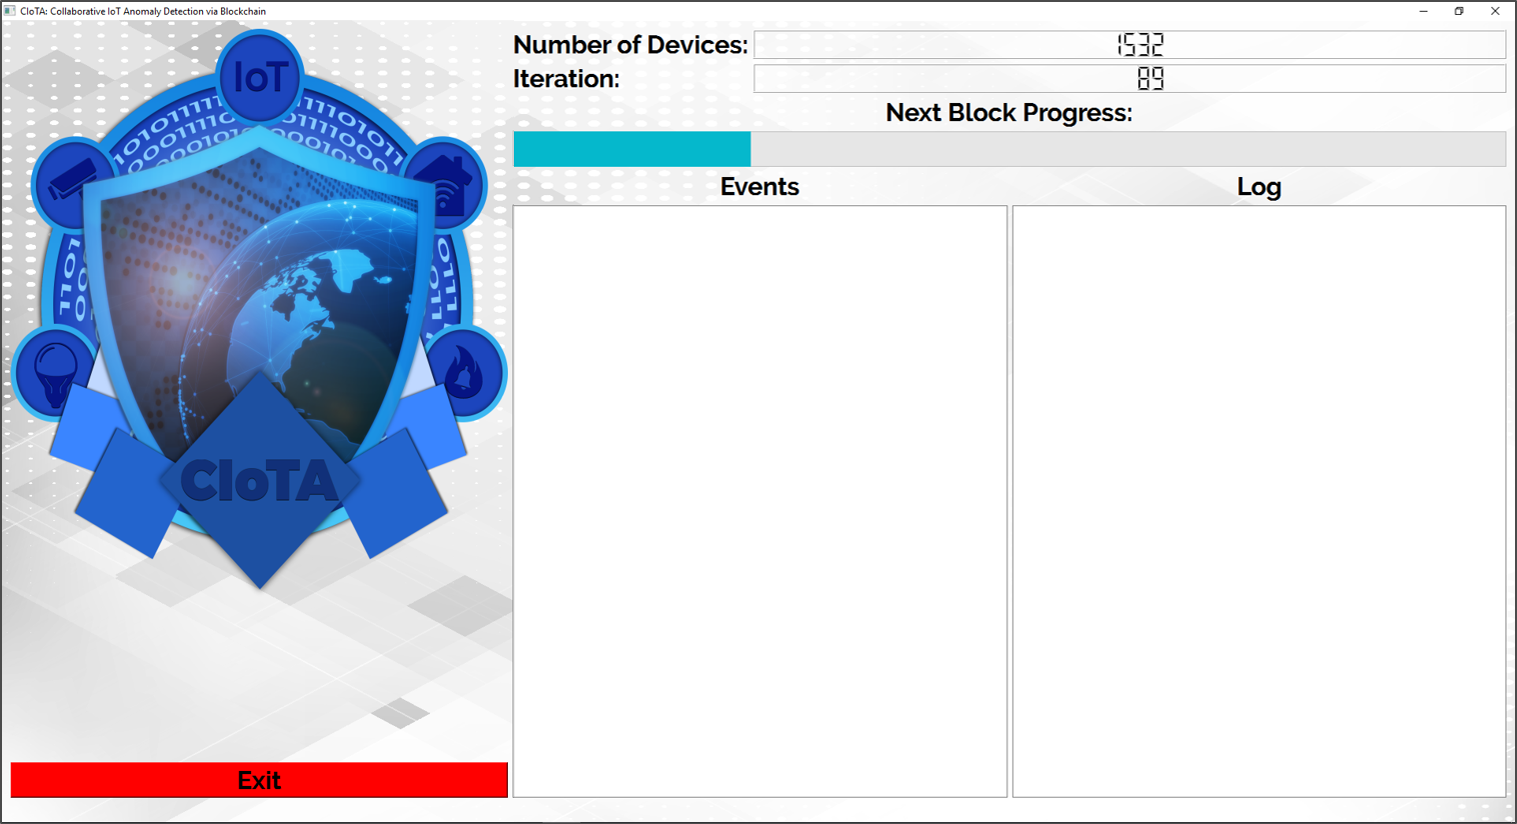 CIoTA: Collaborative IoT Anomaly Detection via Blockchain
IoT
CIoTA
Exit
Number of Devices: 1532
Iteration: 89
Next Block Progress:
Events
Log